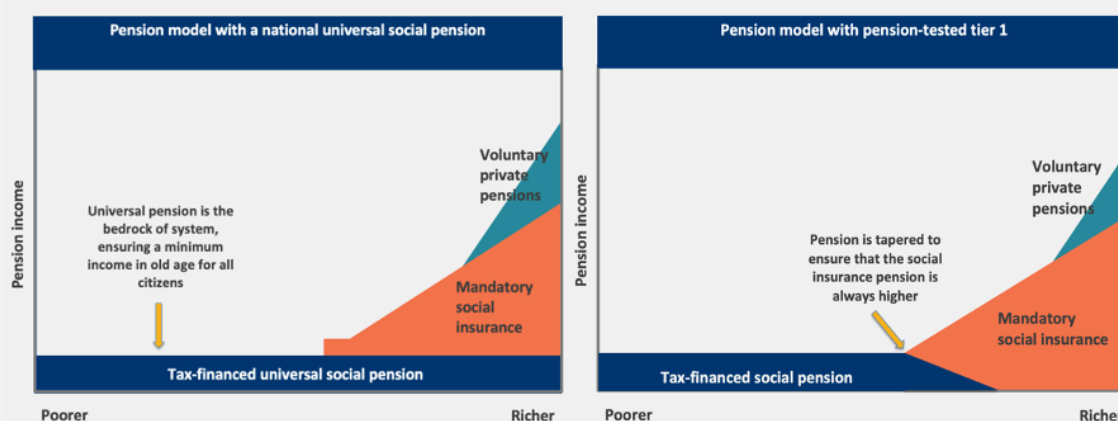 Pension model with a national universal social pension
Pension income
Universal pension is the
bedrock of system,
ensuring a minimum
income in old age for all
citizens
Voluntary
private
pensions
Mandatory
social
insurance
Tax-financed universal social pension
Poorer
Richer
Pension model with pension-tested tier 1
Pension income
Pension is tapered to
ensure that the social
insurance pension is
always higher
Voluntary
private
pensions
Mandatory
social insurance
Tax-financed social pension
Poorer
Richer